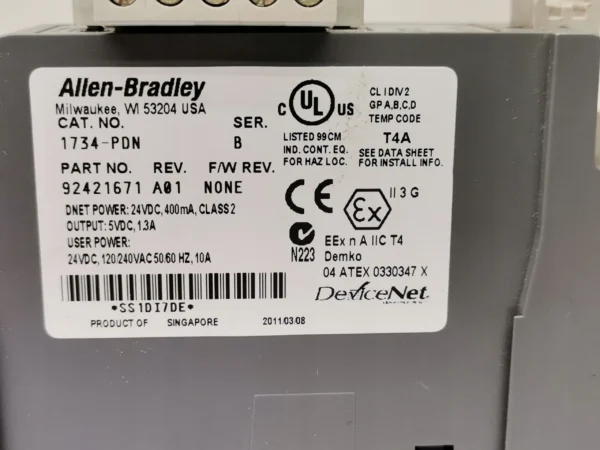 Allen-Bradley
Milwaukee, WI 53204 USA
CAT. NO. SER.
1734-PDN B
PART NO. REV. F/W REV.
92421671 A01 NONE
DNET POWER: 24VDC, 400mA, CLASS 2
OUTPUT: 5VDC, 1.3A
USER POWER:
24VDC, 120/240VAC 50/60 HZ, 10A
*SS1DI7DE*
PRODUCT OF SINGAPORE 2011/03/08
C UL US
LISTED 99CM
IND. CONT. EQ.
FOR HAZ LOC.
CL I DIV 2
GP A,B,C,D
TEMP CODE
T4A
SEE DATA SHEET
FOR INSTALL INFO.
CE
Ex
II 3 G
N223
EEx n A IIC T4
Demko
04 ATEX 0330347 X
DeviceNet